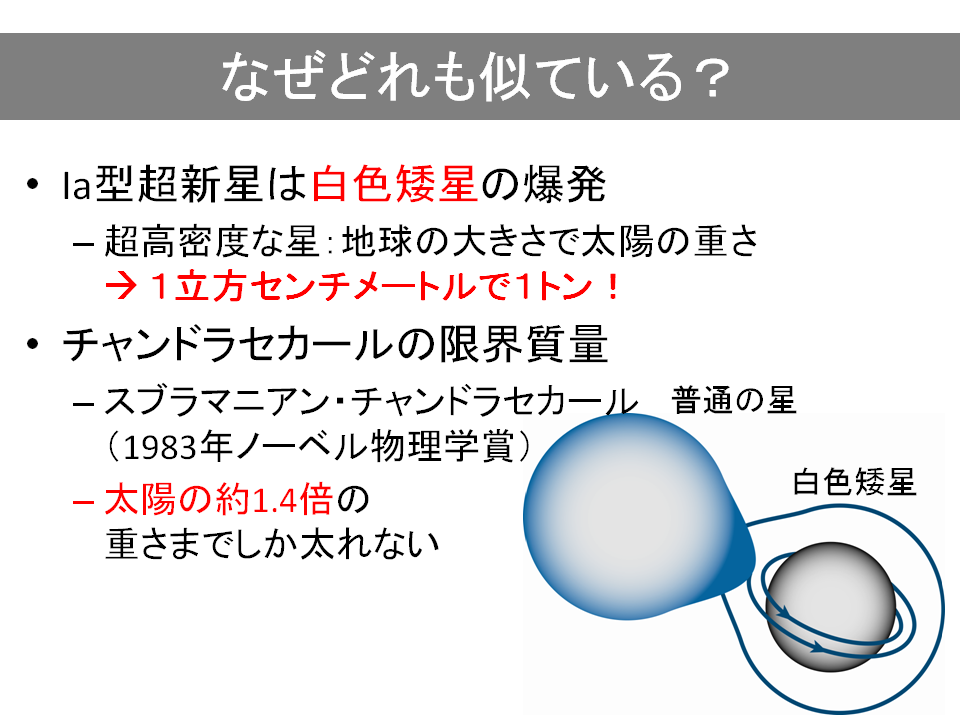 なぜどれも似ている？
• Ia型超新星は白色矮星の爆発
– 超高密度な星：地球の大きさで太陽の重さ
→ １立方センチメートルで１トン！
• チャンドラセカールの限界質量
– スブラマニアン・チャンドラセカール
（1983年ノーベル物理学賞）
– 太陽の約1.4倍の
重さまでしか太れない
普通の星
白色矮星